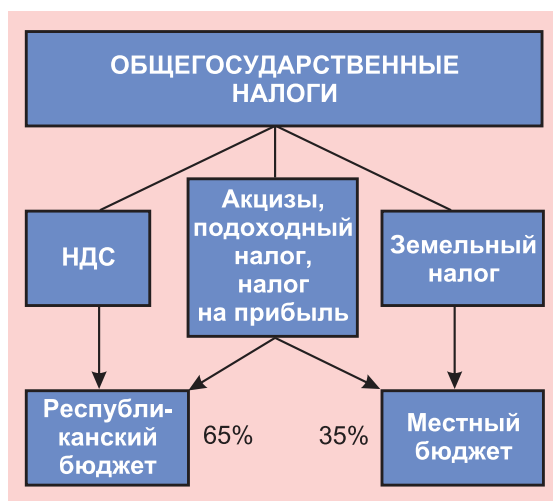 ОБЩЕГОСУДАРСТВЕННЫЕ
НАЛОГИ
НДС
Акцизы,
подоходный
налог,
налог
на прибыль
Земельный
налог
Республи-
канский
бюджет
65%
35%
Местный
бюджет